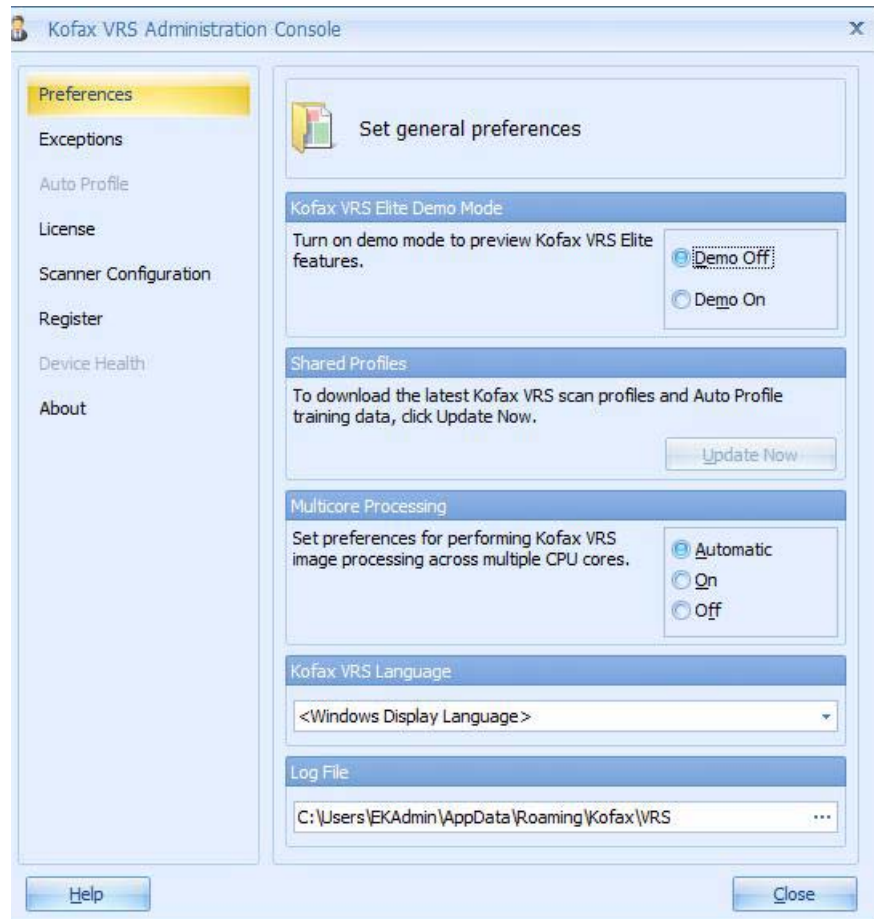 Kofax VRS Administration Console
Preferences
Exceptions
Auto Profile
License
Scanner Configuration
Register
Device Health
About
Set general preferences
Kofax VRS Elite Demo Mode
Turn on demo mode to preview Kofax VRS Elite
features.
Demo Off
Demo On
Shared Profiles
To download the latest Kofax VRS scan profiles and Auto Profile
training data, click Update Now.
Update Now
Multicore Processing
Set preferences for performing Kofax VRS
image processing across multiple CPU cores.
Automatic
On
Off
Kofax VRS Language
<Windows Display Language>
Log File
C:\Users\EKAdmin\AppData\Roaming\Kofax\VRS
...
Help
Close